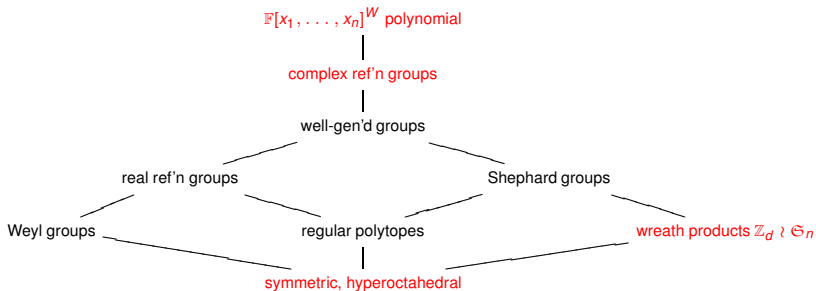 𝔽[x₁, . . . , xₙ]ᵂ polynomial
complex ref'n groups
well-gen'd groups
real ref'n groups Shephard groups
Weyl groups regular polytopes wreath products ℤ_d ≀ 𝔖ₙ
symmetric, hyperoctahedral